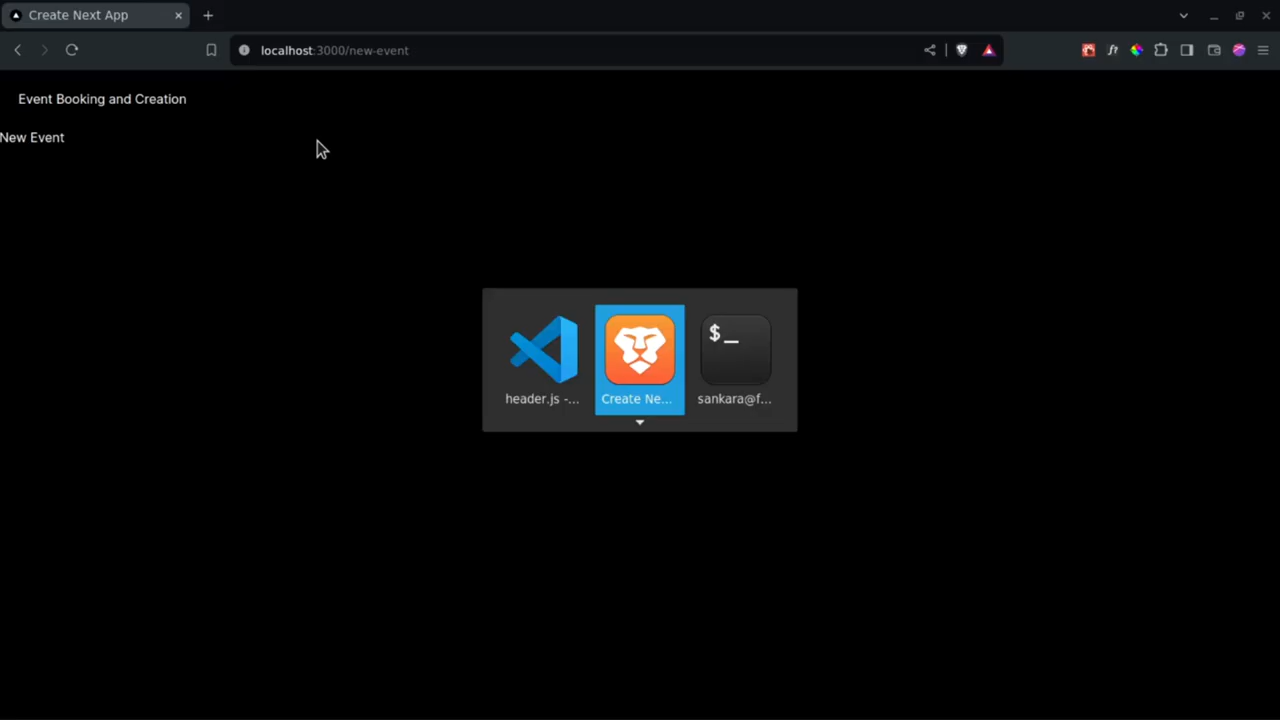 Create Next App
localhost:3000/new-event
Event Booking and Creation
New Event
$_
header.js -...
Create Ne...
sankara@f...